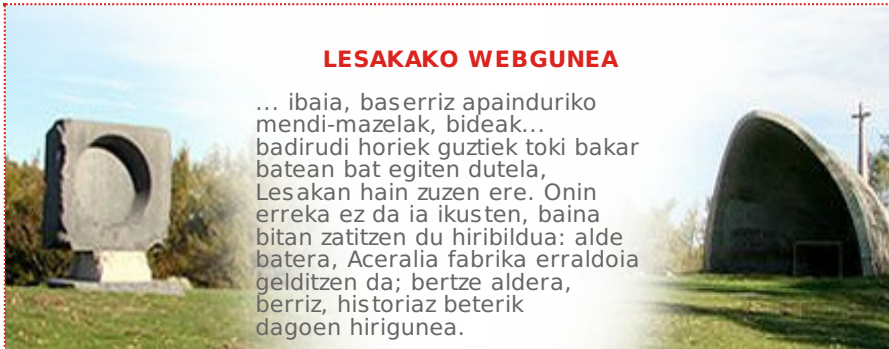 LESAKAKO WEBGUNEA
... ibaia, baserriz apainduriko
mendi-mazelak, bideak...
badirudi horiek guztiek toki bakar
batean bat egiten dutela,
Lesakan hain zuzen ere. Onin
erreka ez da ia ikusten, baina
bitan zatitzen du hiribildua: alde
batera, Aceralia fabrika erraldoia
gelditzen da; bertze aldera,
berriz, historiaz beterik
dagoen hirigunea.